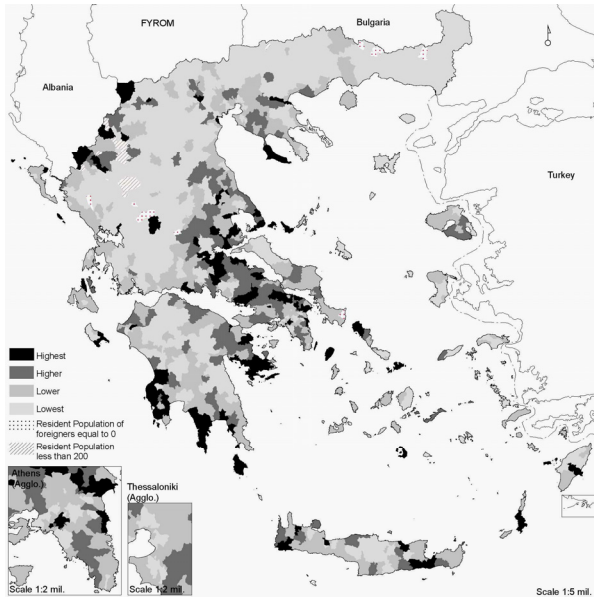 FYROM
Bulgaria
Albania
Turkey
Highest
Higher
Lower
Lowest
Resident Population of
foreigners equal to 0
Resident Population
less than 200
Athens
(Agglo.)
Thessaloniki
(Agglo.)
Scale 1:2 mil.
Scale 1:2 mil.
Scale 1:5 mil.